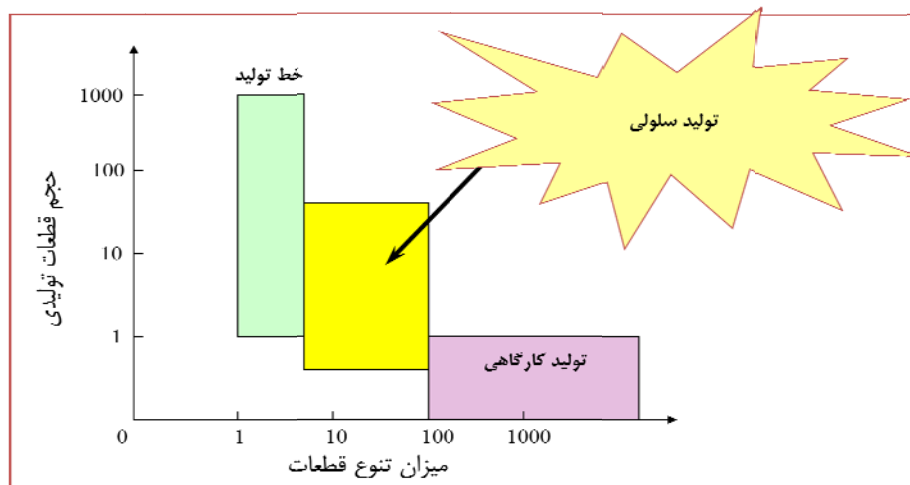 خط تولید
تولید سلولی
1000
100
10
1
حجم قطعات تولیدی
تولید کارگاهی
0
1
10
100
1000
میزان تنوع قطعات